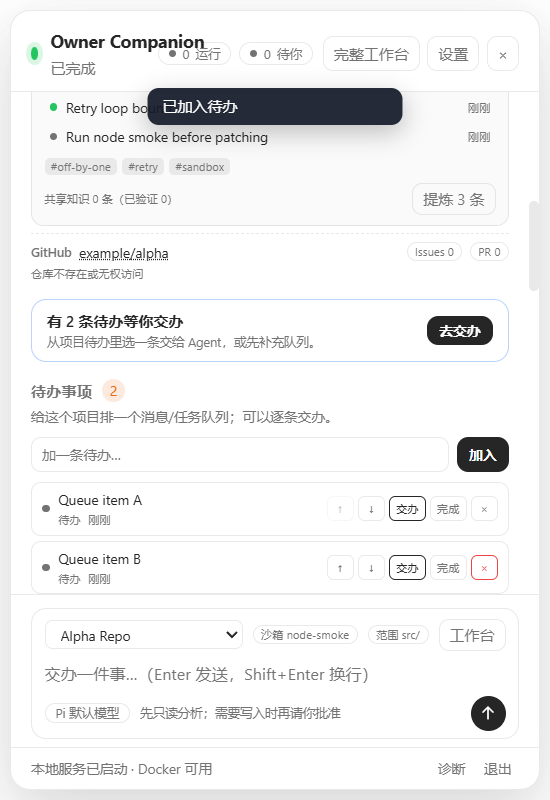 Owner Companion
已完成
0 运行
0 待你
完整工作台
设置
×
已加入待办
Retry loop bou
刚刚
Run node smoke before patching
刚刚
#off-by-one
#retry
#sandbox
共享知识 0 条（已验证 0）
提炼 3 条
GitHub example/alpha
Issues 0
PR 0
仓库不存在或无权访问
有 2 条待办等你交办
从项目待办里选一条交给 Agent，或先补充队列。
去交办
待办事项 2
给这个项目排一个消息/任务队列；可以逐条交办。
加一条待办…
加入
Queue item A
待办 刚刚
↑ ↓ 交办 完成 ×
Queue item B
待办 刚刚
↑ ↓ 交办 完成 ×
Alpha Repo
沙箱 node-smoke
范围 src/
工作台
交办一件事…（Enter 发送，Shift+Enter 换行）
Pi 默认模型
先只读分析；需要写入时再请你批准
本地服务已启动 · Docker 可用
诊断
退出